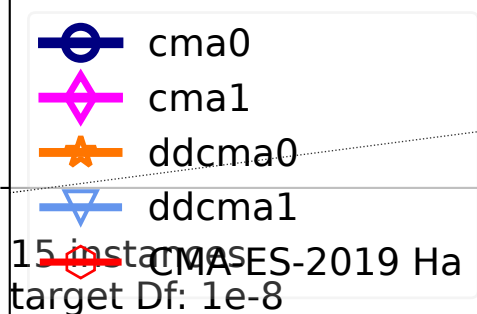 cma0
cma1
ddcma0
ddcma1
15 instances
CMA-ES-2019 Ha
target Df: 1e-8